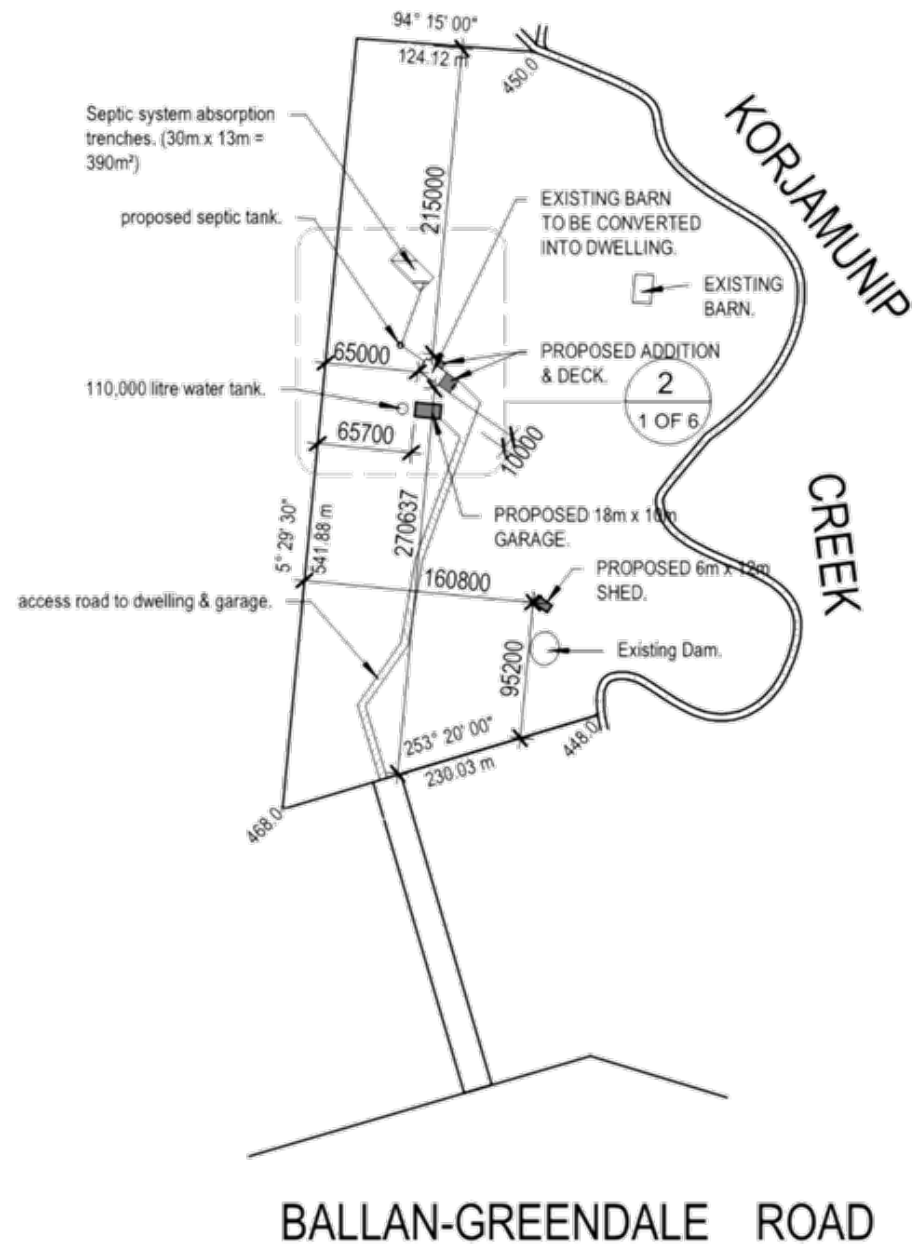 94° 15' 00"
124.12 m
450.0
KORJAMUNIP
Septic system absorption
trenches. (30m x 13m =
390m²)
215000
EXISTING BARN
TO BE CONVERTED
INTO DWELLING.
proposed septic tank.
EXISTING
BARN.
65000
PROPOSED ADDITION
& DECK.
2
1 OF 6
110,000 litre water tank.
65700
10000
CREEK
5° 29' 30"
541.88 m
270637
PROPOSED 18m x 10m
GARAGE.
160800
PROPOSED 6m x 12m
SHED.
access road to dwelling & garage.
95200
Existing Dam.
253° 20' 00"
230.03 m
448.0
468.0
BALLAN-GREENDALE ROAD